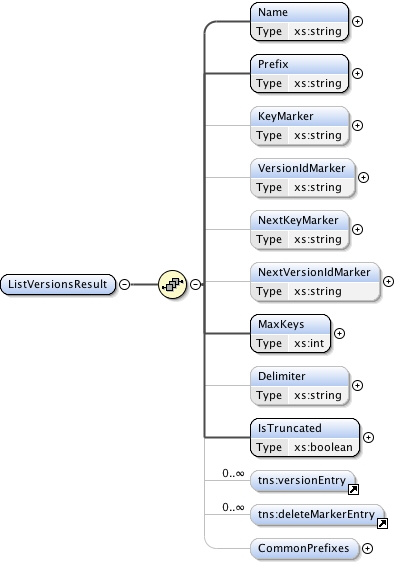 Name
Type xs:string
Prefix
Type xs:string
KeyMarker
Type xs:string
VersionIdMarker
Type xs:string
NextKeyMarker
Type xs:string
NextVersionIdMarker
Type xs:string
ListVersionsResult
MaxKeys
Type xs:int
Delimiter
Type xs:string
IsTruncated
Type xs:boolean
0..∞
tns:versionEntry
0..∞
tns:deleteMarkerEntry
CommonPrefixes